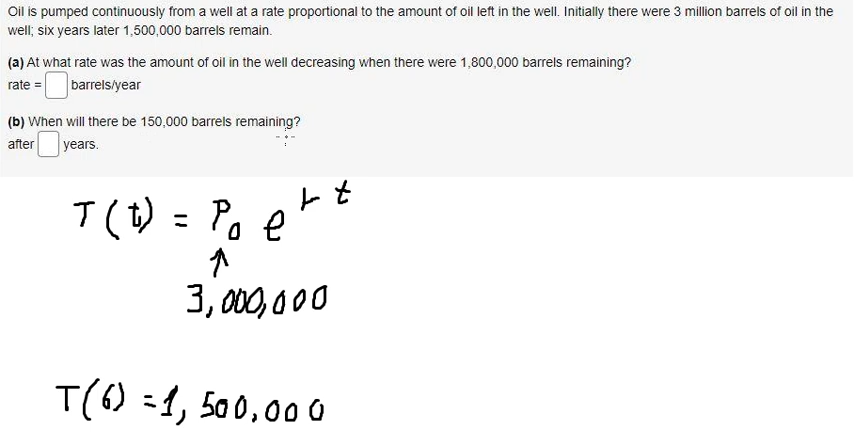 Oil is pumped continuously from a well at a rate proportional to the amount of oil left in the well. Initially there were 3 million barrels of oil in the
well; six years later 1,500,000 barrels remain.
(a) At what rate was the amount of oil in the well decreasing when there were 1,800,000 barrels remaining?
rate = barrels/year
(b) When will there be 150,000 barrels remaining?
after years.
T(t) = P₀ e^{rt}
↑
3,000,000
T(6) = 1,500,000